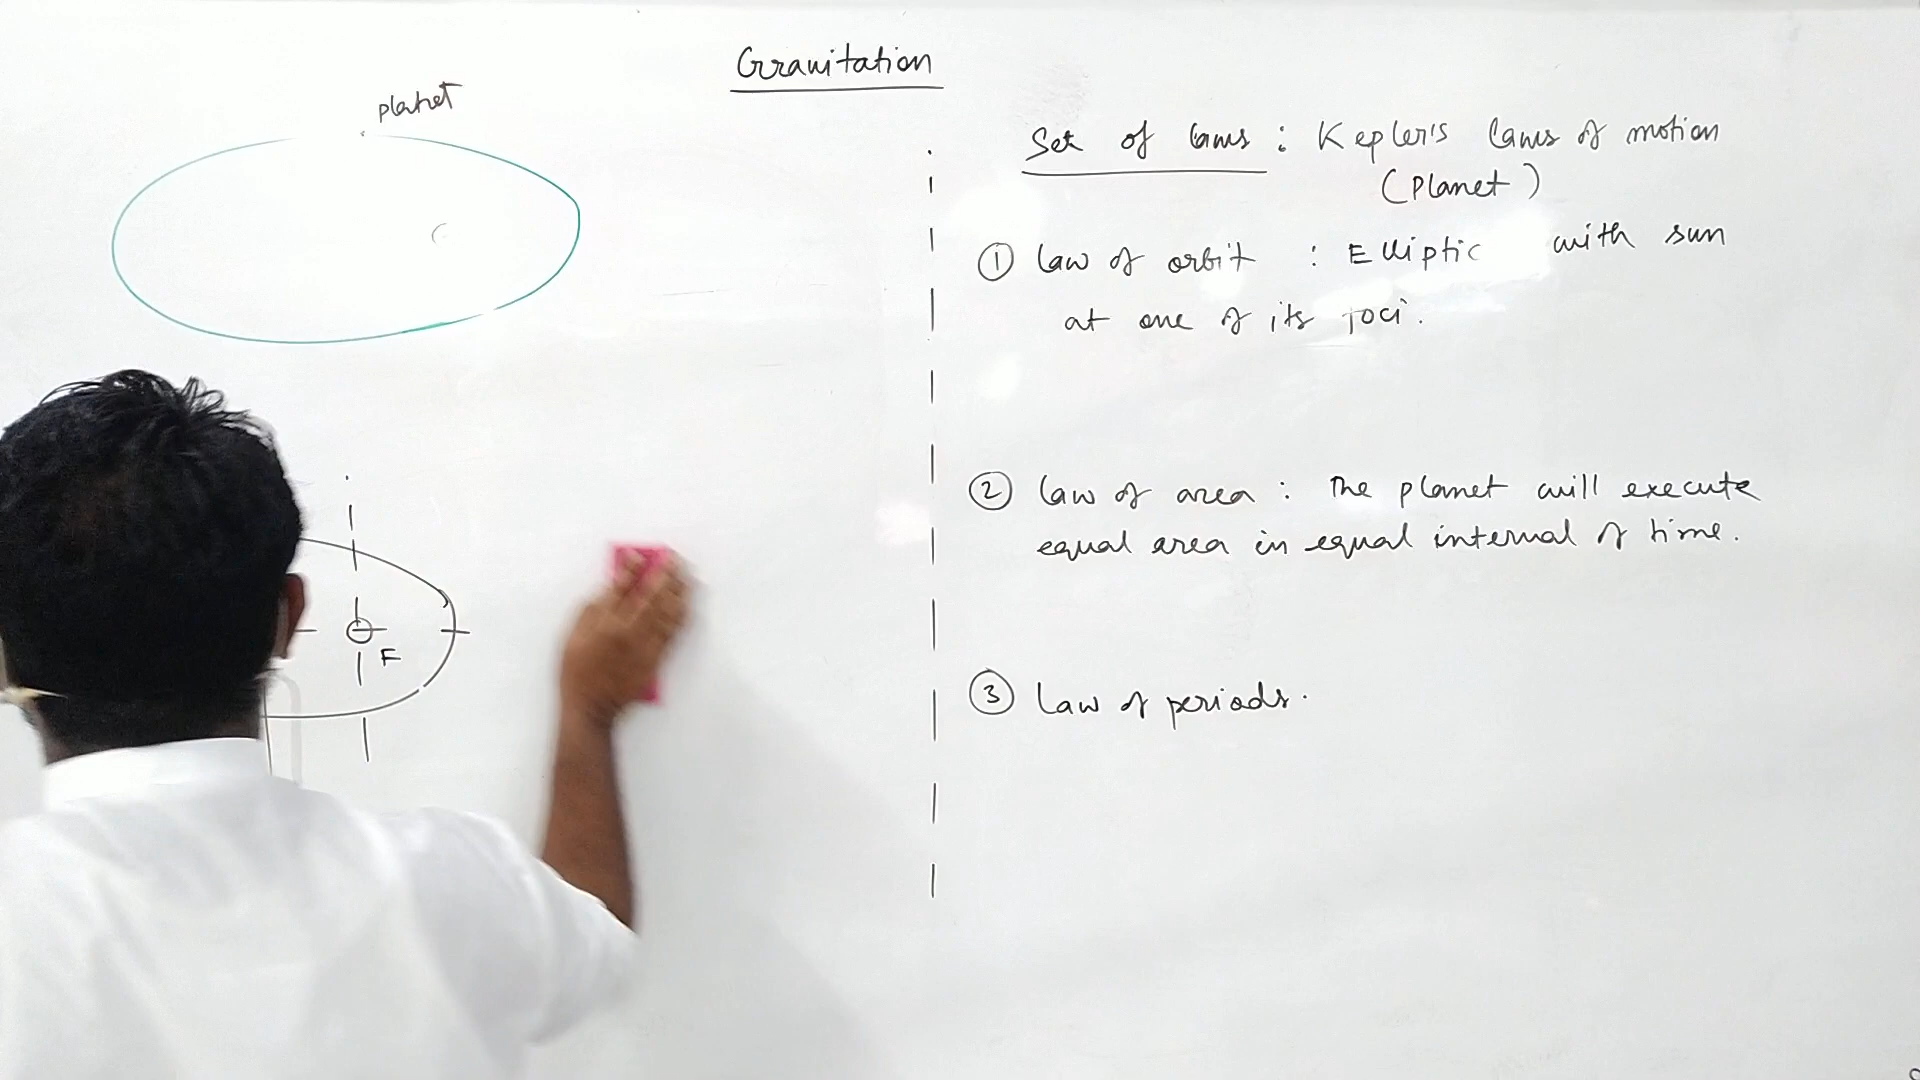 Gravitation
planet
Set of laws : Kepler's laws of motion
(Planet)
① law of orbit : Elliptic with sun
at one of its foci.
② law of area : The planet will execute
equal area in equal interval of time.
F
③ Law of periods.